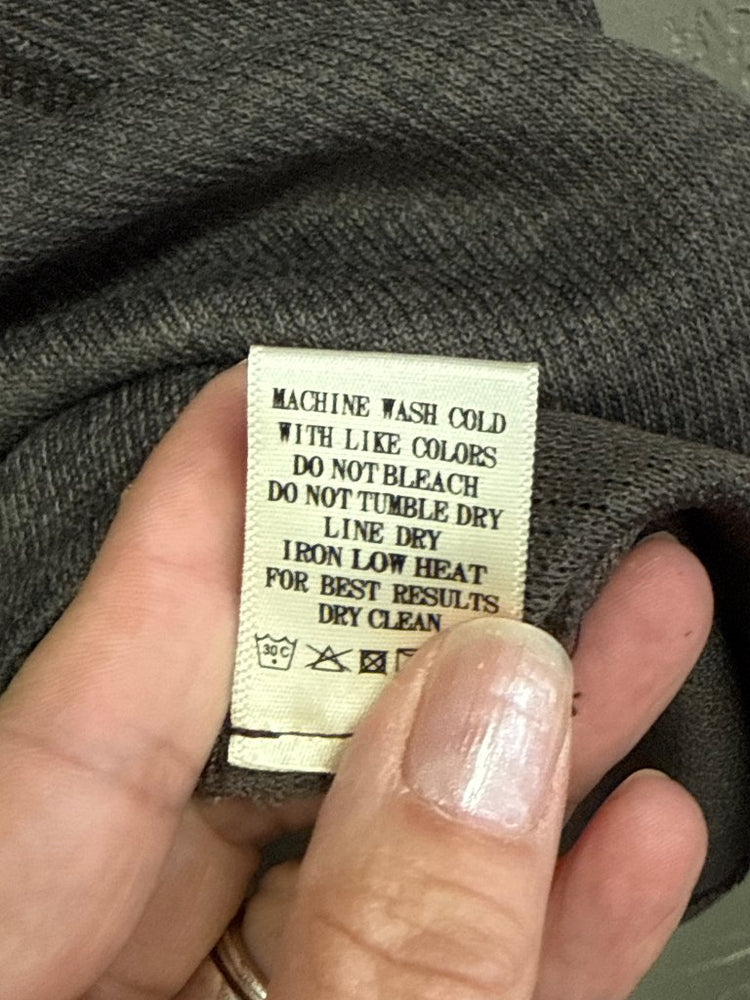 MACHINE WASH COLD
WITH LIKE COLORS
DO NOT BLEACH
DO NOT TUMBLE DRY
LINE DRY
IRON LOW HEAT
FOR BEST RESULTS
DRY CLEAN
30 C